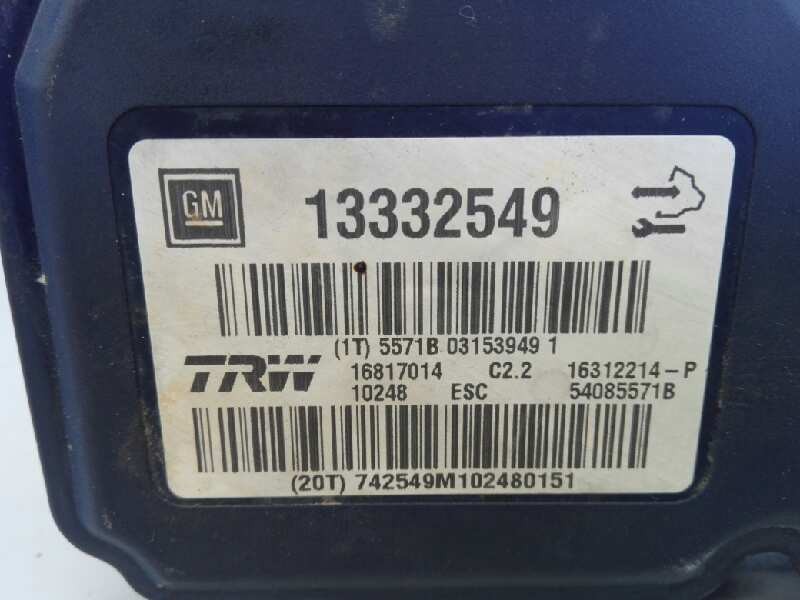 GM 13332549
(1T) 5571B 03153949 1
TRW 16817014 C2.2 16312214-P
10248 ESC 54085571B
(20T) 742549M102480151